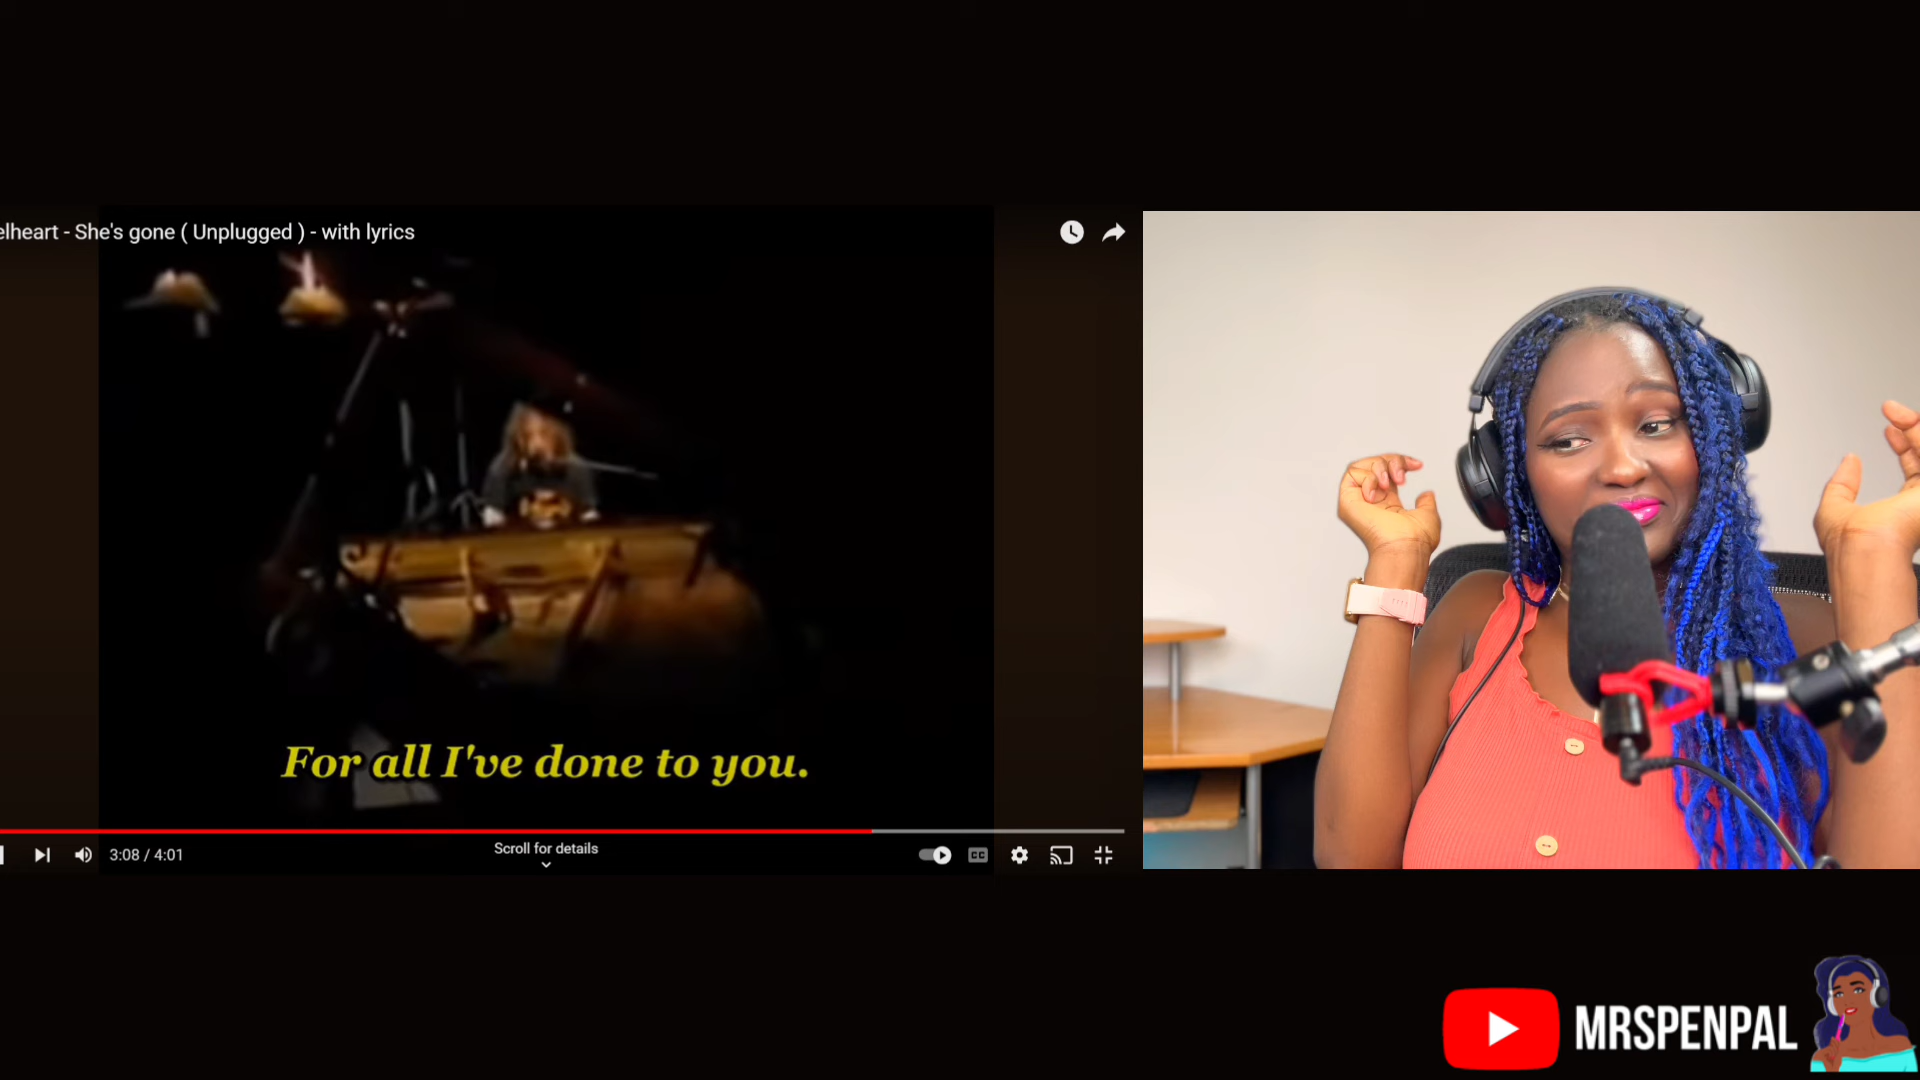 elheart - She's gone ( Unplugged ) - with lyrics
For all I've done to you.
3:08 / 4:01
Scroll for details
CC
MRSPENPAL